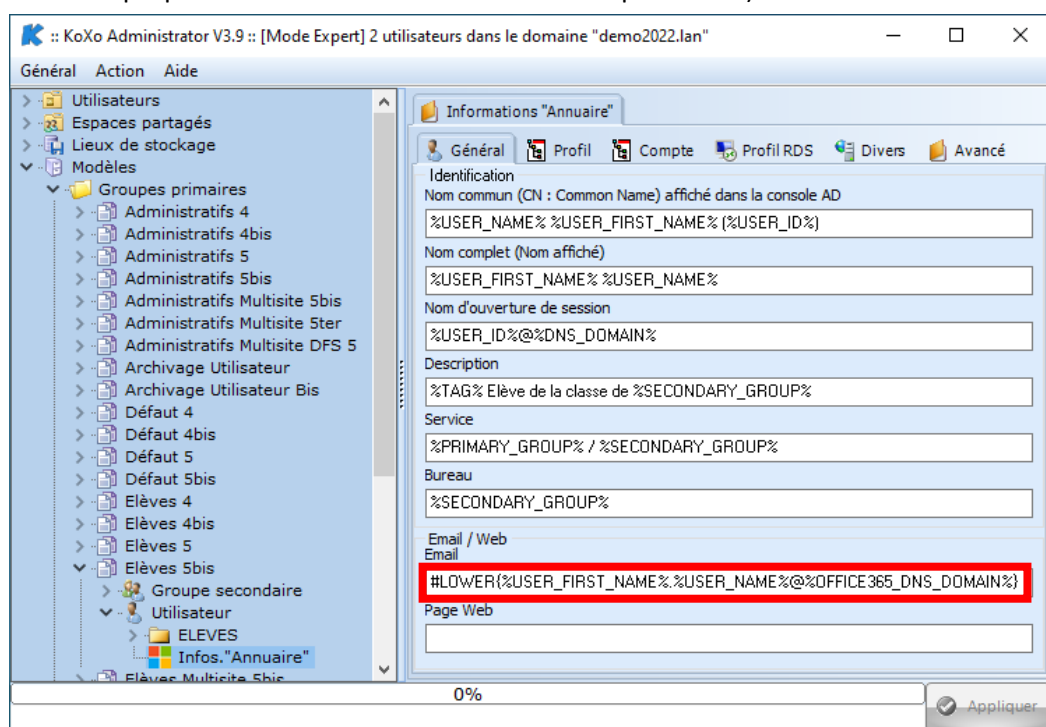 :: KoXo Administrator V3.9 :: [Mode Expert] 2 utilisateurs dans le domaine "demo2022.lan"
Général Action Aide
Utilisateurs
Espaces partagés
Lieux de stockage
Modèles
Groupes primaires
Administratifs 4
Administratifs 4bis
Administratifs 5
Administratifs 5bis
Administratifs Multisite 5bis
Administratifs Multisite 5ter
Administratifs Multisite DFS 5
Archivage Utilisateur
Archivage Utilisateur Bis
Défaut 4
Défaut 4bis
Défaut 5
Défaut 5bis
Elèves 4
Elèves 4bis
Elèves 5
Elèves 5bis
Groupe secondaire
Utilisateur
ELEVES
Infos."Annuaire"
Elèves Multisite 5bis
Informations "Annuaire"
Général Profil Compte Profil RDS Divers Avancé
Identification
Nom commun (CN : Common Name) affiché dans la console AD
%USER_NAME% %USER_FIRST_NAME% (%USER_ID%)
Nom complet (Nom affiché)
%USER_FIRST_NAME% %USER_NAME%
Nom d'ouverture de session
%USER_ID%@%DNS_DOMAIN%
Description
%TAG% Elève de la classe de %SECONDARY_GROUP%
Service
%PRIMARY_GROUP% / %SECONDARY_GROUP%
Bureau
%SECONDARY_GROUP%
Email / Web
Email
#LOWER{%USER_FIRST_NAME%.%USER_NAME%@%OFFICE365_DNS_DOMAIN%}
Page Web
0%
Appliquer